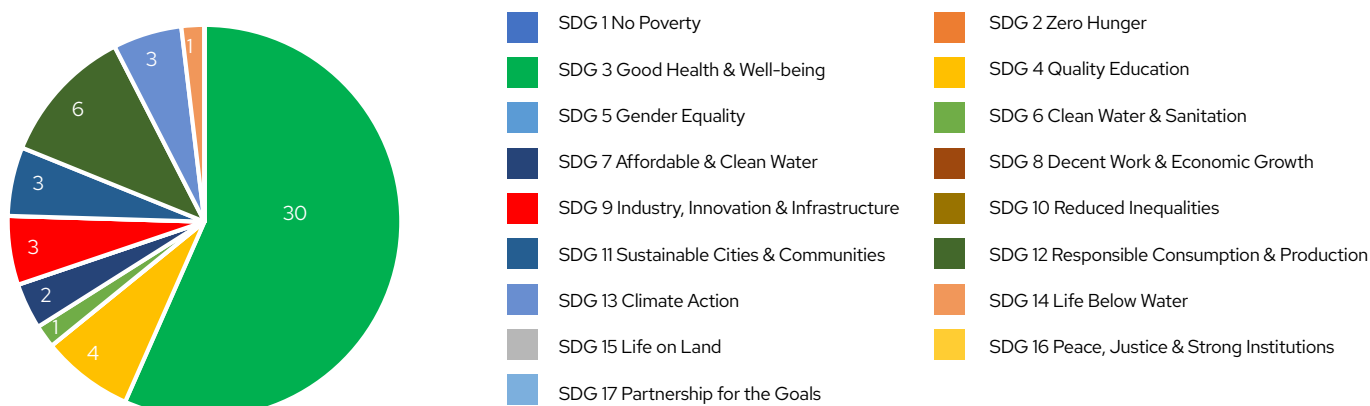 1
3
6
3
30
3
2
1
4
SDG 1 No Poverty
SDG 2 Zero Hunger
SDG 3 Good Health & Well-being
SDG 4 Quality Education
SDG 5 Gender Equality
SDG 6 Clean Water & Sanitation
SDG 7 Affordable & Clean Water
SDG 8 Decent Work & Economic Growth
SDG 9 Industry, Innovation & Infrastructure
SDG 10 Reduced Inequalities
SDG 11 Sustainable Cities & Communities
SDG 12 Responsible Consumption & Production
SDG 13 Climate Action
SDG 14 Life Below Water
SDG 15 Life on Land
SDG 16 Peace, Justice & Strong Institutions
SDG 17 Partnership for the Goals